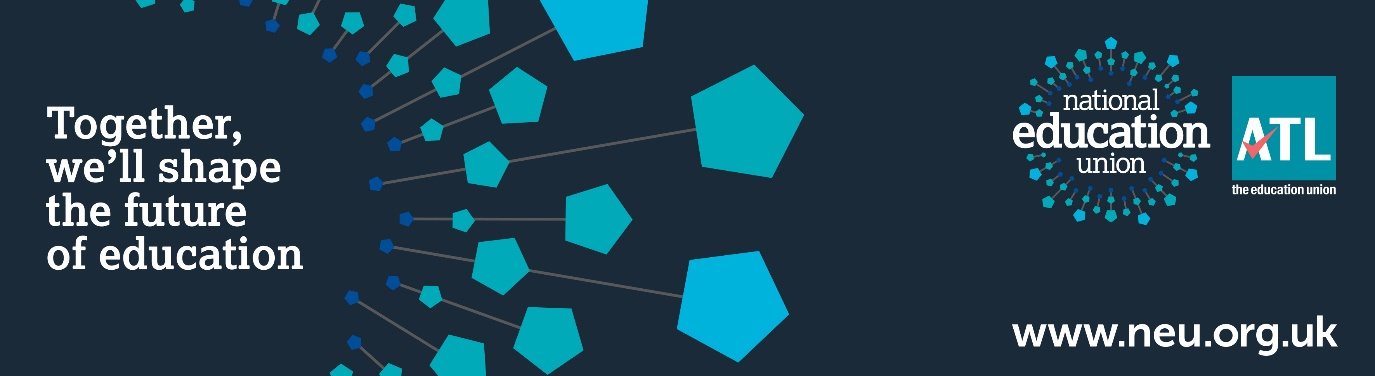 Together,
we'll shape
the future
of education
national
education
union
ATL
the education union
www.neu.org.uk